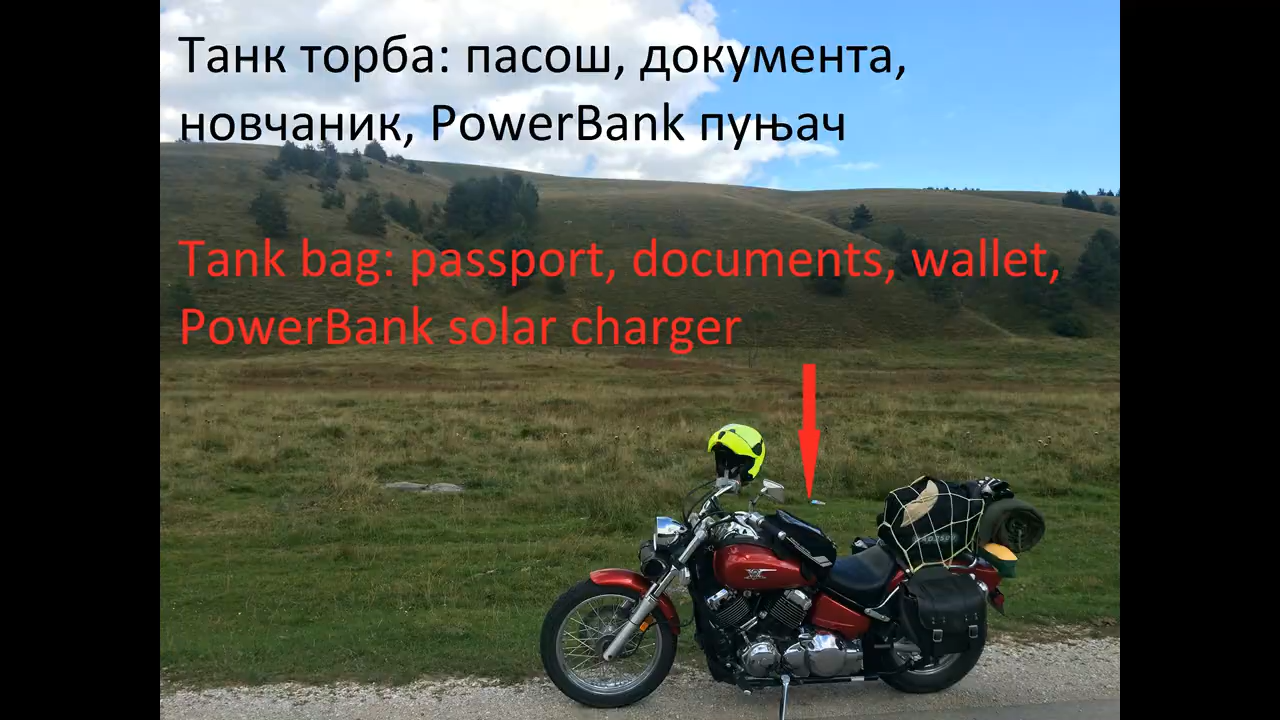 Танк торба: пасош, документа,
новчаник, PowerBank пуњач
Tank bag: passport, documents, wallet,
PowerBank solar charger